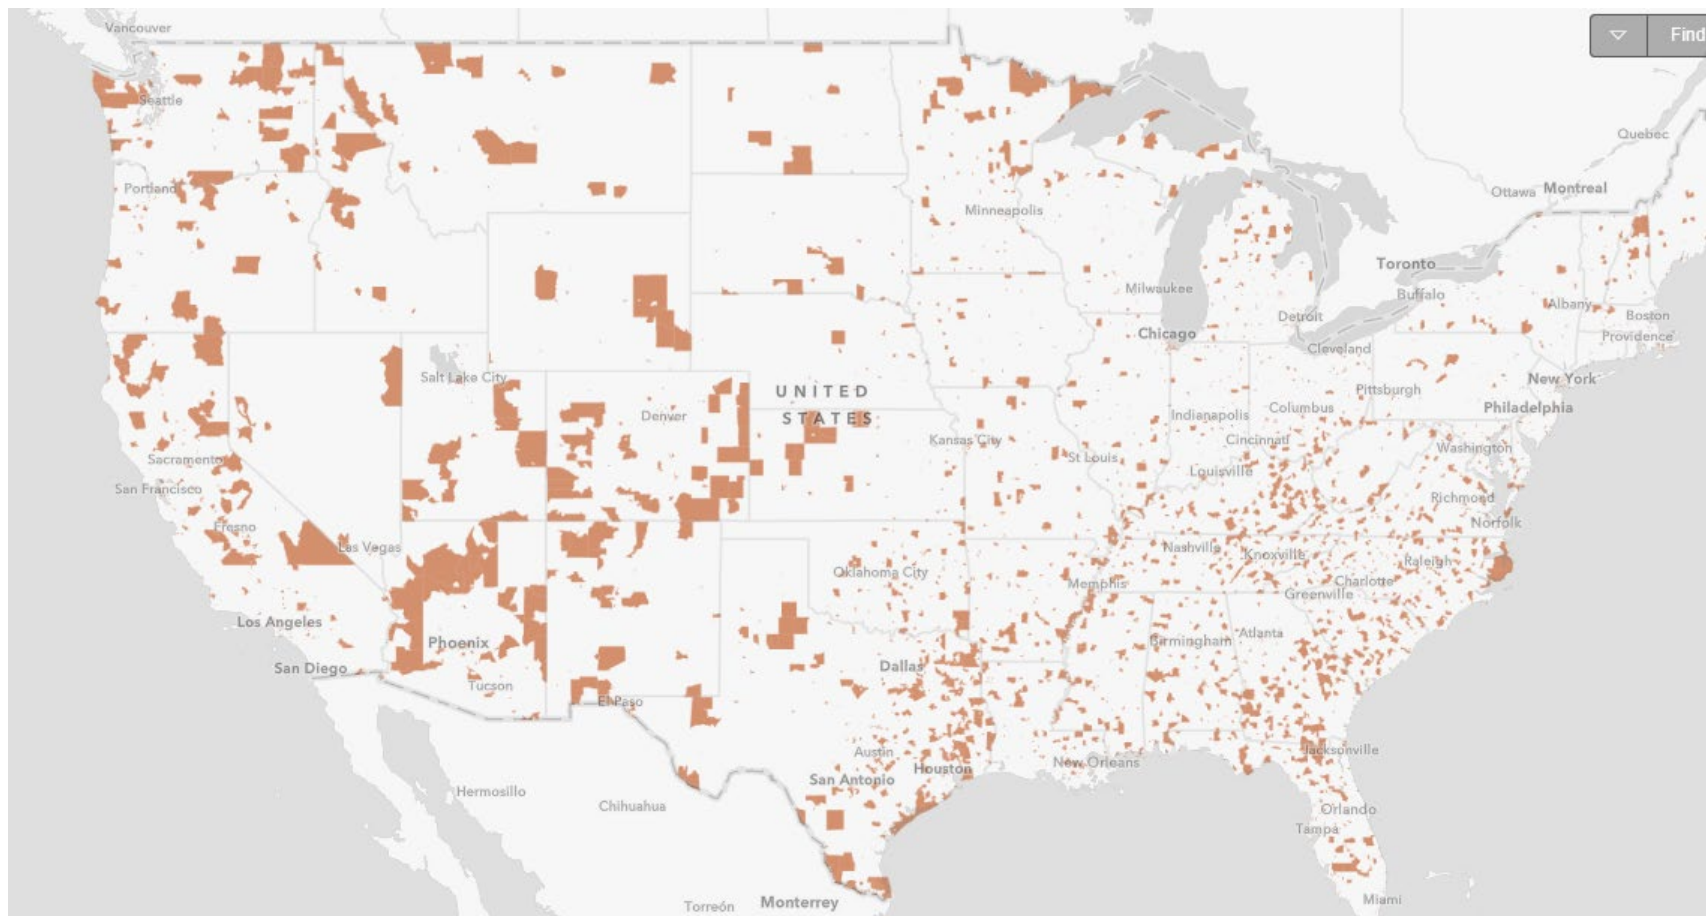 Vancouver
Find
Seattle
Quebec
Portland
Ottawa
Montreal
Minneapolis
Toronto
Milwaukee
Buffalo
Albany
Detroit
Boston
Chicago
Providence
Cleveland
Salt Lake City
New York
UNITED
STATES
Denver
Pittsburgh
Indianapolis
Columbus
Philadelphia
Kansas City
Cincinnati
Washington
Sacramento
St Louis
Louisville
San Francisco
Richmond
Fresno
Norfolk
Las Vegas
Nashville
Knoxville
Raleigh
Oklahoma City
Memphis
Charlotte
Greenville
Los Angeles
Phoenix
Birmingham
Atlanta
San Diego
Dallas
Tucson
El Paso
Austin
Jacksonville
San Antonio
Houston
New Orleans
Hermosillo
Chihuahua
Orlando
Tampa
Torreón
Monterrey
Miami